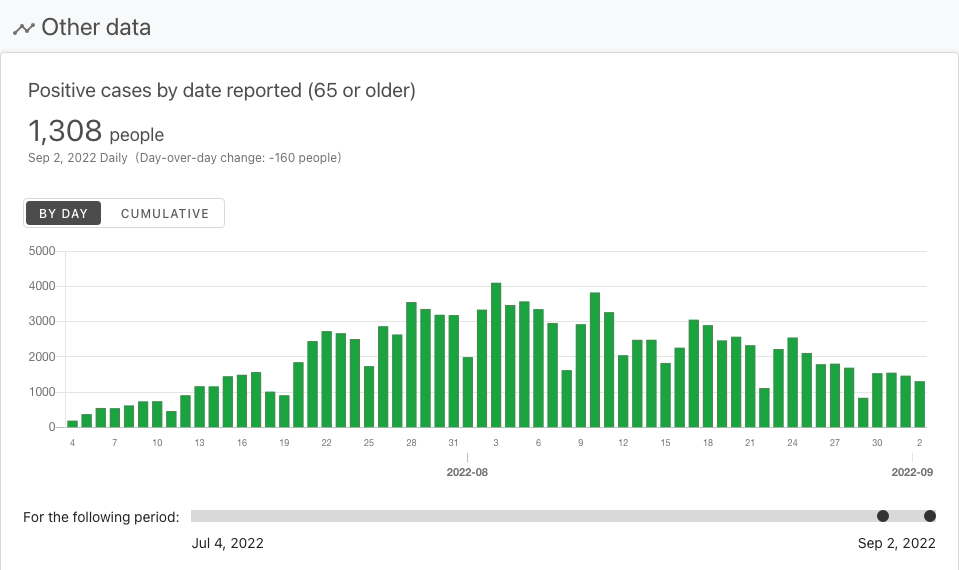 Other data
Positive cases by date reported (65 or older)
1,308 people
Sep 2, 2022 Daily (Day-over-day change: -160 people)
BY DAY CUMULATIVE
5000
4000
3000
2000
1000
0
4 7 10 13 16 19 22 25 28 31 3 6 9 12 15 18 21 24 27 30 2
2022-08 2022-09
For the following period:
Jul 4, 2022 Sep 2, 2022